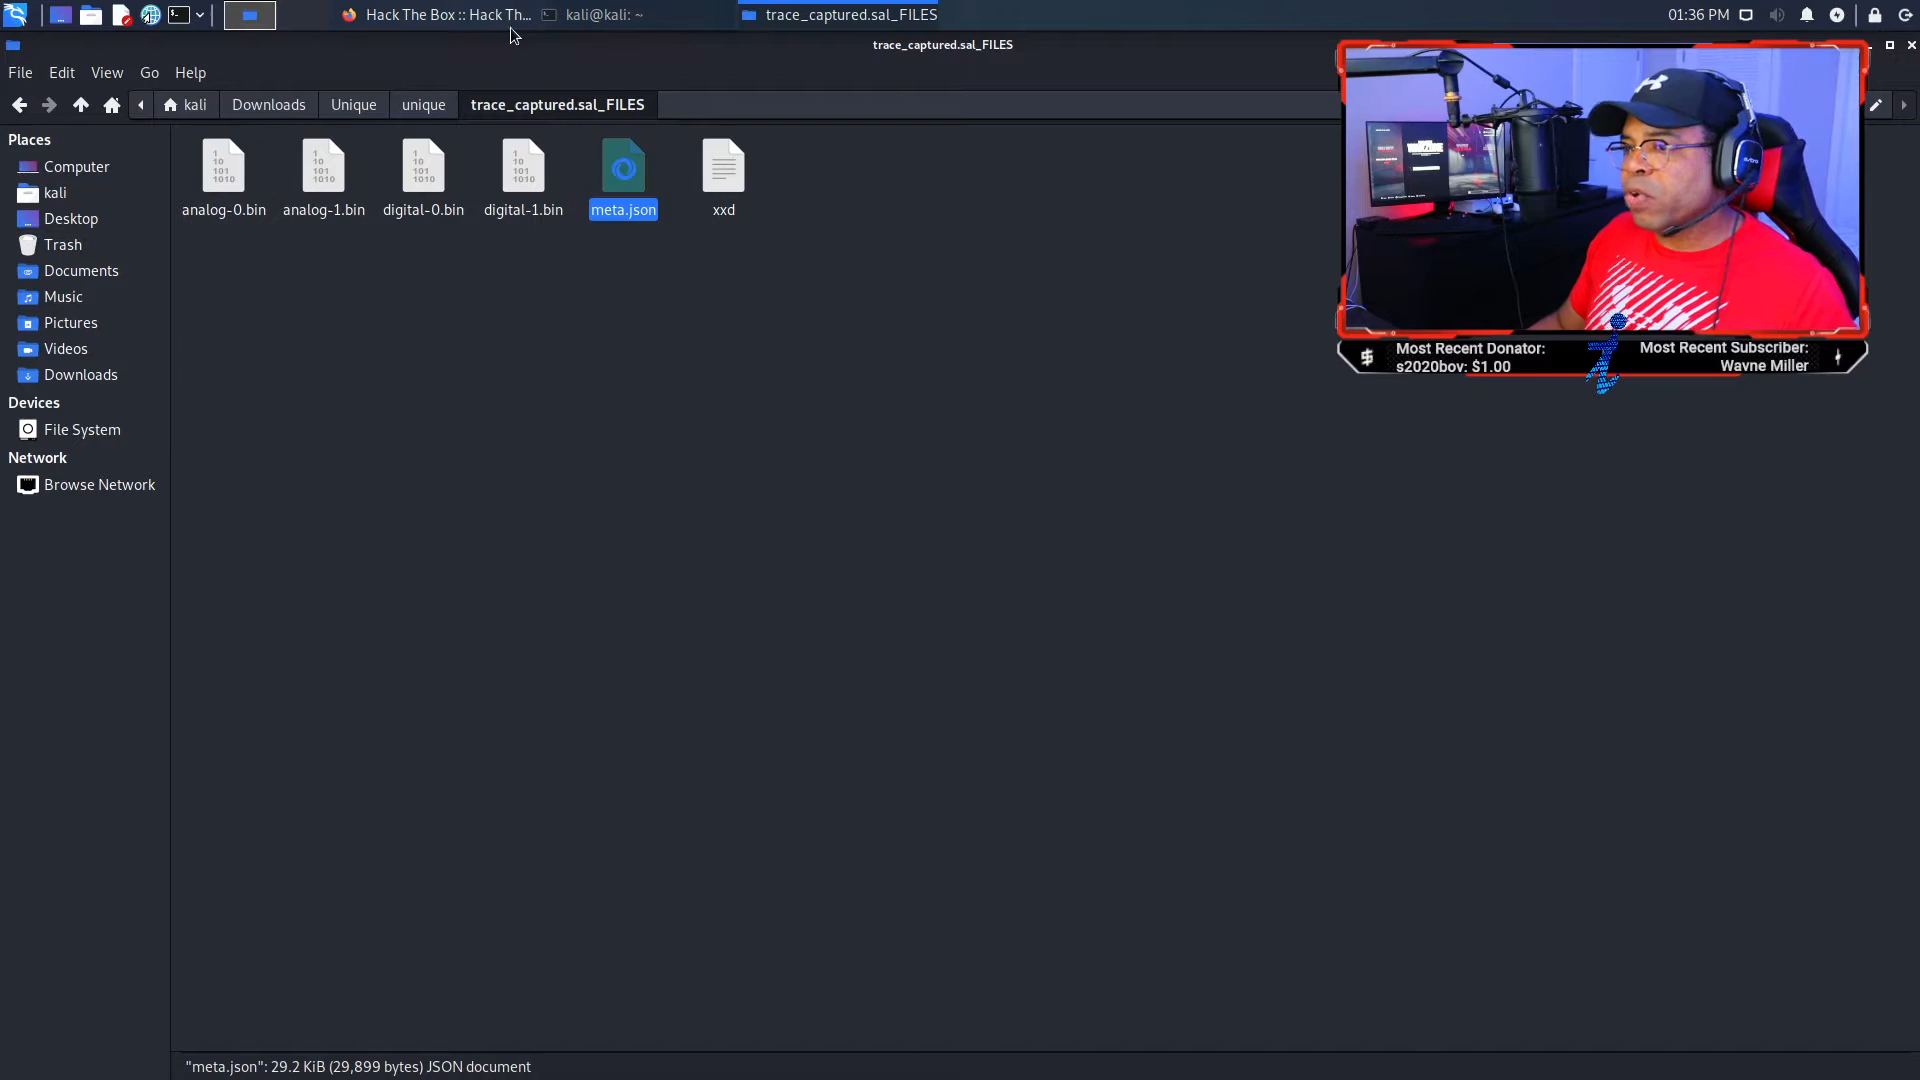 Hack The Box :: Hack Th...
kali@kali: ~
trace_captured.sal_FILES
01:36 PM
trace_captured.sal_FILES
File Edit View Go Help
kali Downloads Unique unique trace_captured.sal_FILES
Places
Computer
kali
Desktop
Trash
Documents
Music
Pictures
Videos
Downloads
Devices
File System
Network
Browse Network
analog-0.bin analog-1.bin digital-0.bin digital-1.bin meta.json xxd
Most Recent Donator:
s2020bov: $1.00
Most Recent Subscriber:
Wayne Miller
"meta.json": 29.2 KiB (29,899 bytes) JSON document